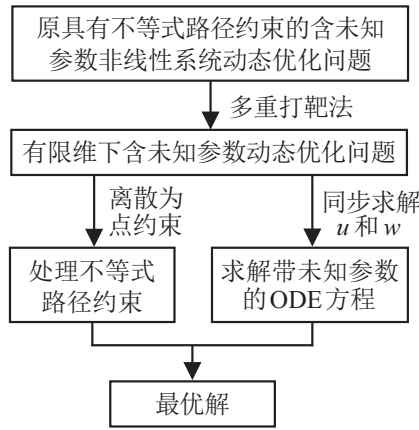 原具有不等式路径约束的含未知
参数非线性系统动态优化问题
多重打靶法
有限维下含未知参数动态优化问题
离散为
点约束
同步求解
u 和 w
处理不等式
路径约束
求解带未知参数
的ODE方程
最优解